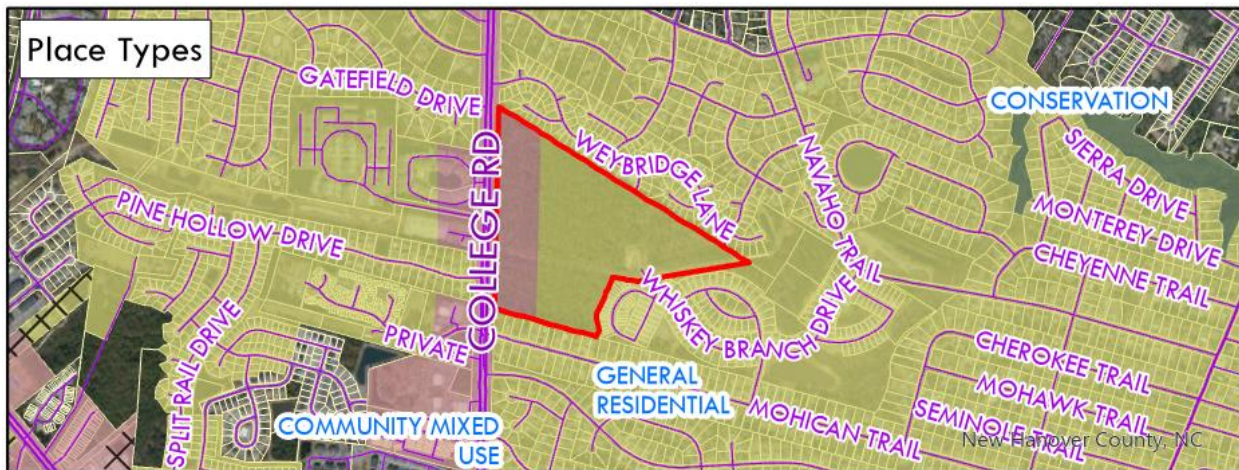 Place Types
GATEFIELD DRIVE
COLLEGE RD
WEYBRIDGE LANE
NAVAHO TRAIL
CONSERVATION
SIERRA DRIVE
MONTEREY DRIVE
CHEYENNE TRAIL
PINE HOLLOW DRIVE
SPLIT RAIL DRIVE
PRIVATE
WHISKEY BRANCH DRIVE
GENERAL
RESIDENTIAL
COMMUNITY MIXED
USE
CHEROKEE TRAIL
MOHAWK TRAIL
SEMINOLE TRAIL
MOHICAN TRAIL
New Hanover County, NC